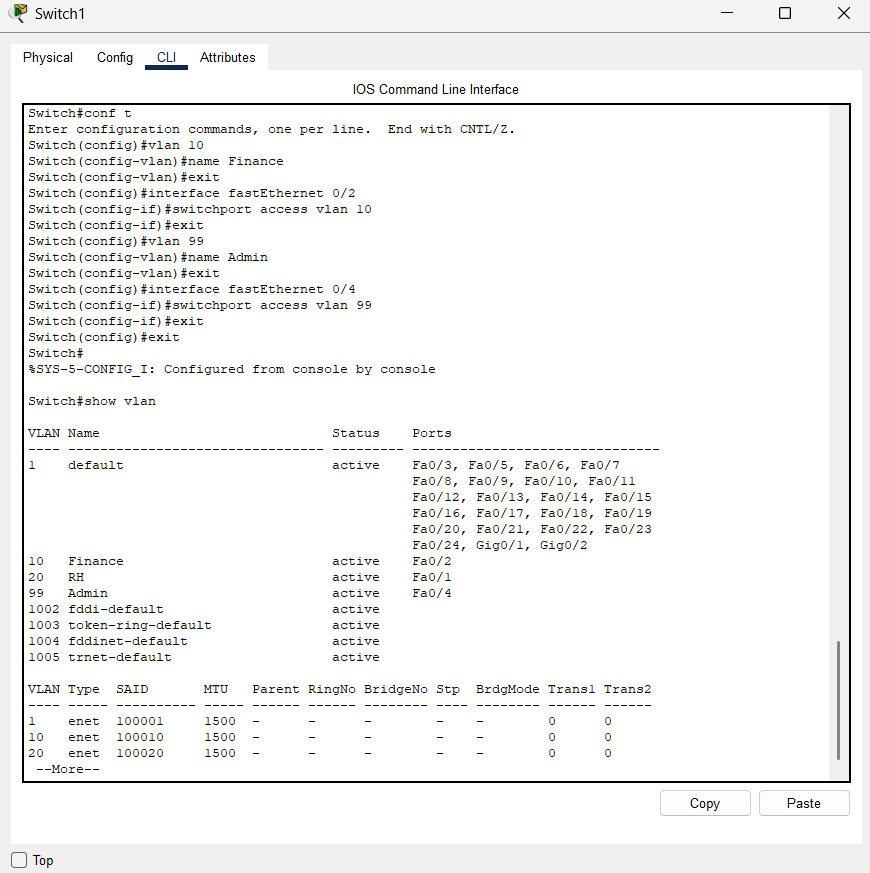 Switch1
Physical Config CLI Attributes
IOS Command Line Interface
Switch#conf t
Enter configuration commands, one per line.  End with CNTL/Z.
Switch(config)#vlan 10
Switch(config-vlan)#name Finance
Switch(config-vlan)#exit
Switch(config)#interface fastEthernet 0/2
Switch(config-if)#switchport access vlan 10
Switch(config-if)#exit
Switch(config)#vlan 99
Switch(config-vlan)#name Admin
Switch(config-vlan)#exit
Switch(config)#interface fastEthernet 0/4
Switch(config-if)#switchport access vlan 99
Switch(config-if)#exit
Switch(config)#exit
Switch#
%SYS-5-CONFIG_I: Configured from console by console
Switch#show vlan
VLAN Name                             Status    Ports
---- -------------------------------- --------- -------------------------------
1    default                          active    Fa0/3, Fa0/5, Fa0/6, Fa0/7
                                                Fa0/8, Fa0/9, Fa0/10, Fa0/11
                                                Fa0/12, Fa0/13, Fa0/14, Fa0/15
                                                Fa0/16, Fa0/17, Fa0/18, Fa0/19
                                                Fa0/20, Fa0/21, Fa0/22, Fa0/23
                                                Fa0/24, Gig0/1, Gig0/2
10   Finance                          active    Fa0/2
20   RH                               active    Fa0/1
99   Admin                            active    Fa0/4
1002 fddi-default                     active
1003 token-ring-default               active
1004 fddinet-default                  active
1005 trnet-default                    active
VLAN Type  SAID       MTU   Parent RingNo BridgeNo Stp  BrdgMode Trans1 Trans2
---- ----- ---------- ----- ------ ------ -------- ---- -------- ------ ------
1    enet  100001     1500  -      -      -        -    -        0      0
10   enet  100010     1500  -      -      -        -    -        0      0
20   enet  100020     1500  -      -      -        -    -        0      0
 --More--
Copy Paste
Top